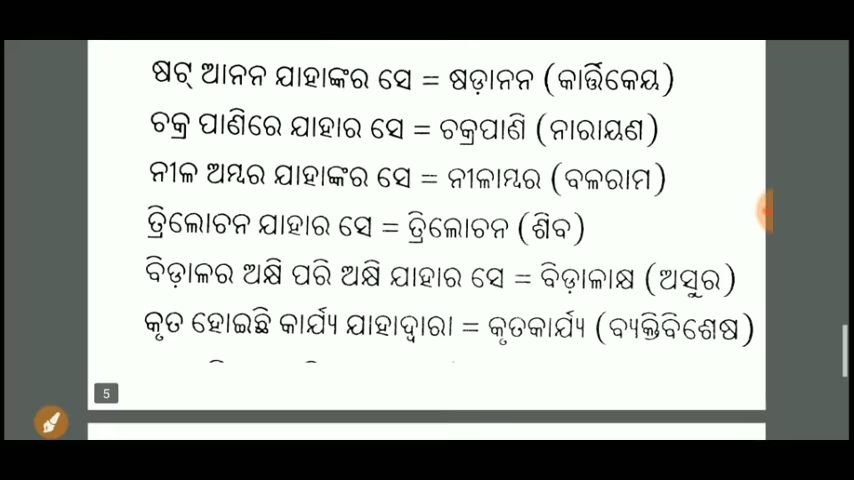 ଷଟ୍ ଆନନ ଯାହାଙ୍କର ସେ = ଷଡ଼ାନନ (କାର୍ତ୍ତିକେୟ)
ଚକ୍ର ପାଣିରେ ଯାହାର ସେ = ଚକ୍ରପାଣି (ନାରାୟଣ)
ନୀଳ ଅମ୍ବର ଯାହାଙ୍କର ସେ = ନୀଳାମ୍ବର (ବଳରାମ)
ତ୍ରିଲୋଚନ ଯାହାର ସେ = ତ୍ରିଲୋଚନ (ଶିବ)
ବିଡ଼ାଳର ଅକ୍ଷି ପରି ଅକ୍ଷି ଯାହାର ସେ = ବିଡ଼ାଳାକ୍ଷ (ଅସୁର)
କୃତ ହୋଇଛି କାର୍ଯ୍ୟ ଯାହାଦ୍ୱାରା = କୃତକାର୍ଯ୍ୟ (ବ୍ୟକ୍ତିବିଶେଷ)
5